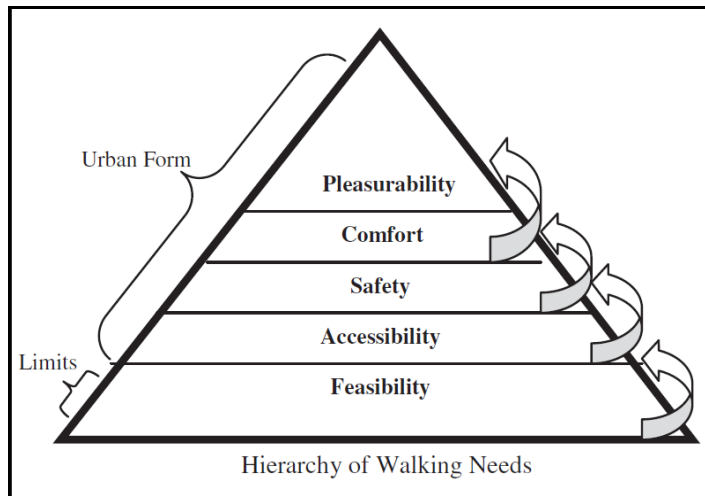 Urban Form
Pleasurability
Comfort
Safety
Accessibility
Limits
Feasibility
Hierarchy of Walking Needs